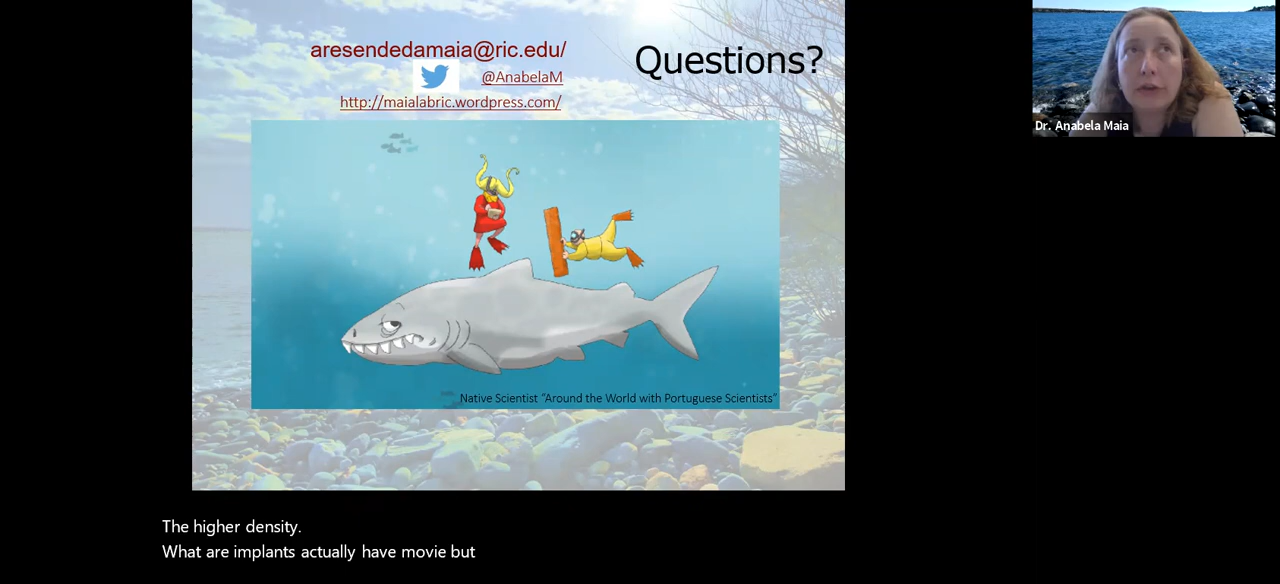 aresendedamaia@ric.edu/
Questions?
@AnabelaM
http://maialabric.wordpress.com/
Native Scientist “Around the World with Portuguese Scientists”
Dr. Anabela Maia
The higher density.
What are implants actually have movie but